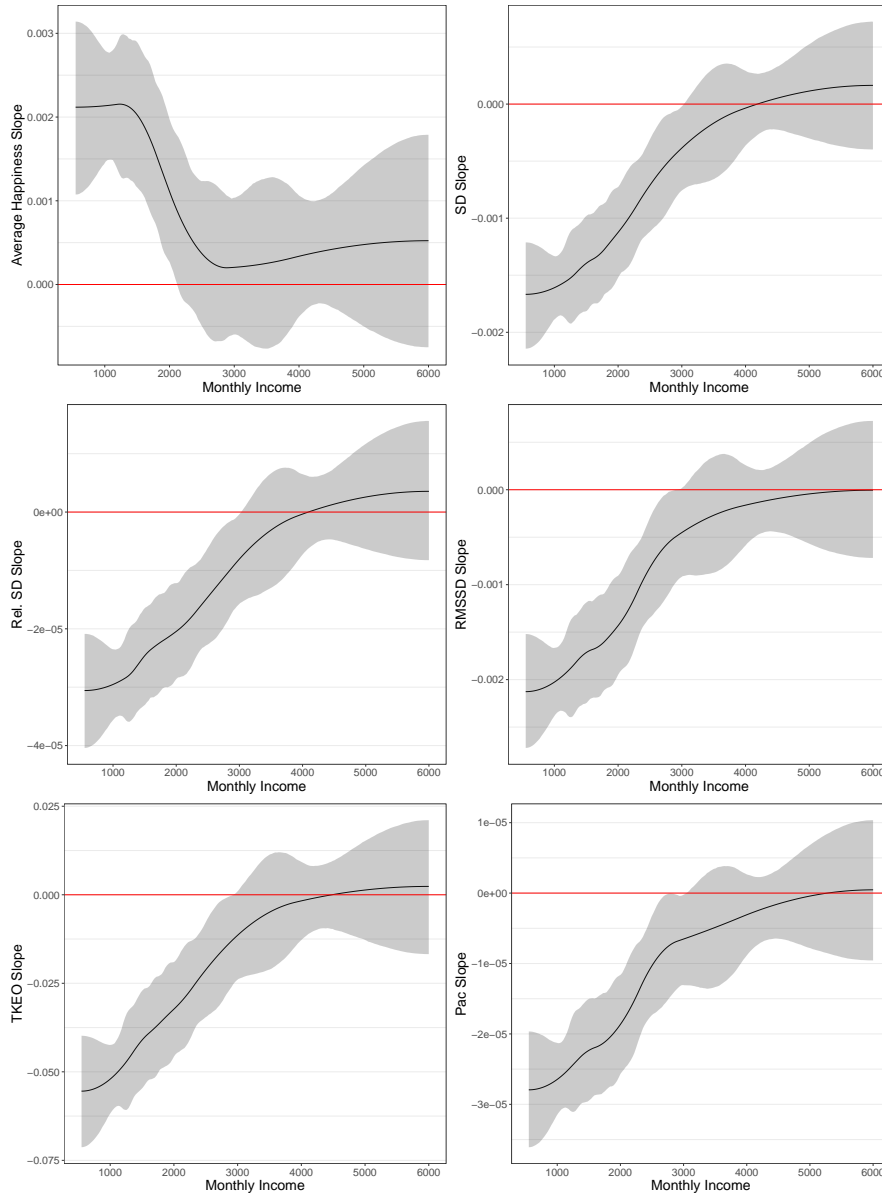 Average Happiness Slope
0.003
0.002
0.001
0.000
1000 2000 3000 4000 5000 6000
Monthly Income
SD Slope
0.000
−0.001
−0.002
1000 2000 3000 4000 5000 6000
Monthly Income
Rel. SD Slope
0e+00
−2e−05
−4e−05
1000 2000 3000 4000 5000 6000
Monthly Income
RMSSD Slope
0.000
−0.001
−0.002
1000 2000 3000 4000 5000 6000
Monthly Income
TKEO Slope
0.025
0.000
−0.025
−0.050
−0.075
1000 2000 3000 4000 5000 6000
Monthly Income
Pac Slope
1e−05
0e+00
−1e−05
−2e−05
−3e−05
1000 2000 3000 4000 5000 6000
Monthly Income